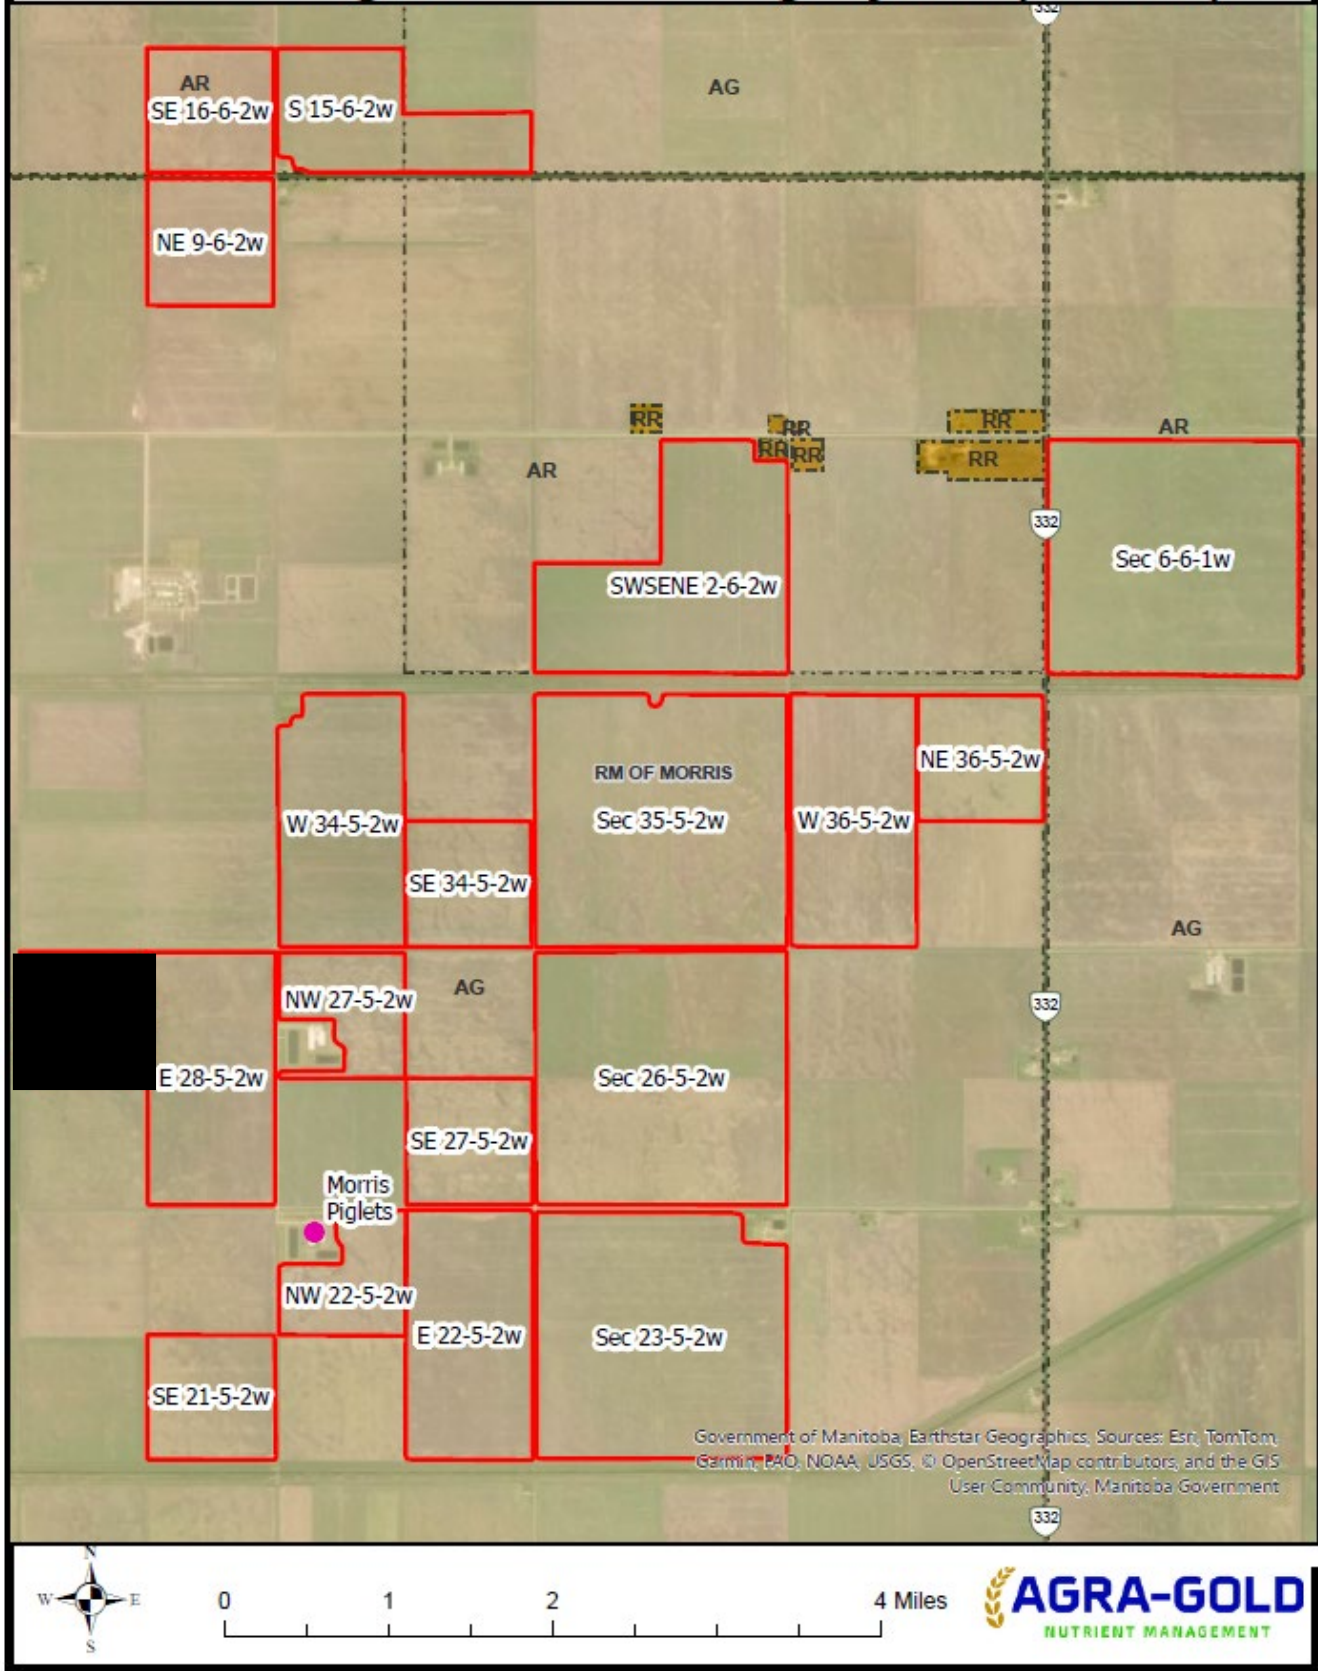 332
AR
SE 16-6-2w
S 15-6-2w
AG
NE 9-6-2w
RR
RR
RR
RR
RR
RR
AR
AR
332
Sec 6-6-1w
SWSENE 2-6-2w
RM OF MORRIS
NE 36-5-2w
W 34-5-2w
Sec 35-5-2w
W 36-5-2w
SE 34-5-2w
AG
NW 27-5-2w
AG
332
E 28-5-2w
Sec 26-5-2w
SE 27-5-2w
Morris
Piglets
NW 22-5-2w
E 22-5-2w
Sec 23-5-2w
SE 21-5-2w
Government of Manitoba, Earthstar Geographics, Sources: Esri, TomTom,
Garmin, FAO, NOAA, USGS, © OpenStreetMap contributors, and the GIS
User Community, Manitoba Government
332
N
W E
S
0 1 2 4 Miles
AGRA-GOLD
NUTRIENT MANAGEMENT